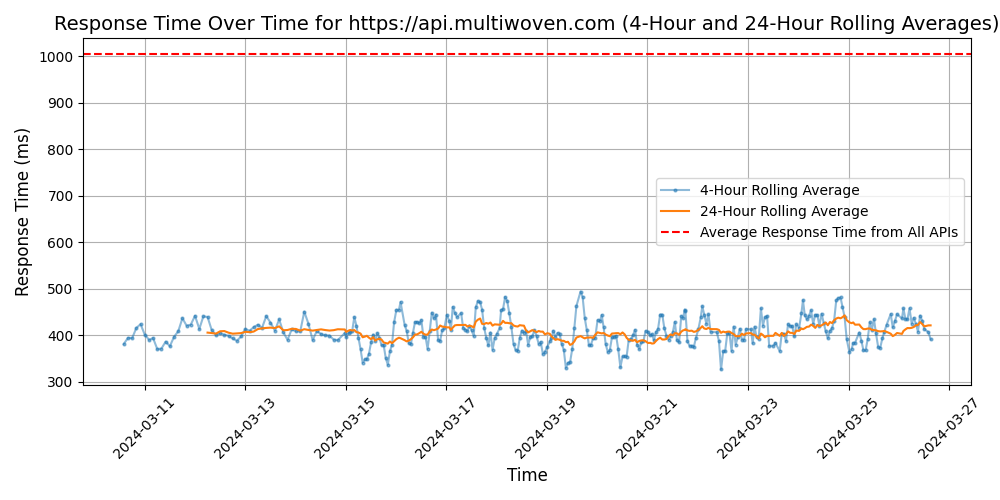 Response Time Over Time for https://api.multiwoven.com (4-Hour and 24-Hour Rolling Averages)
Response Time (ms)
1000
900
800
700
600
500
400
300
4-Hour Rolling Average
24-Hour Rolling Average
Average Response Time from All APIs
2024-03-11
2024-03-13
2024-03-15
2024-03-17
2024-03-19
2024-03-21
2024-03-23
2024-03-25
2024-03-27
Time